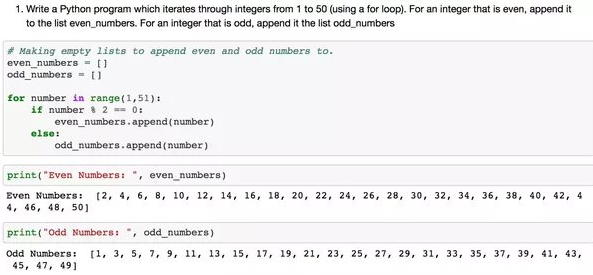 1. Write a Python program which iterates through integers from 1 to 50 (using a for loop). For an integer that is even, append it
to the list even_numbers. For an integer that is odd, append it the list odd_numbers
# Making empty lists to append even and odd numbers to.
even_numbers = []
odd_numbers = []
for number in range(1,51):
    if number % 2 == 0:
        even_numbers.append(number)
    else:
        odd_numbers.append(number)
print("Even Numbers: ", even_numbers)
Even Numbers:  [2, 4, 6, 8, 10, 12, 14, 16, 18, 20, 22, 24, 26, 28, 30, 32, 34, 36, 38, 40, 42, 4
4, 46, 48, 50]
print("Odd Numbers: ", odd_numbers)
Odd Numbers:  [1, 3, 5, 7, 9, 11, 13, 15, 17, 19, 21, 23, 25, 27, 29, 31, 33, 35, 37, 39, 41, 43,
45, 47, 49]